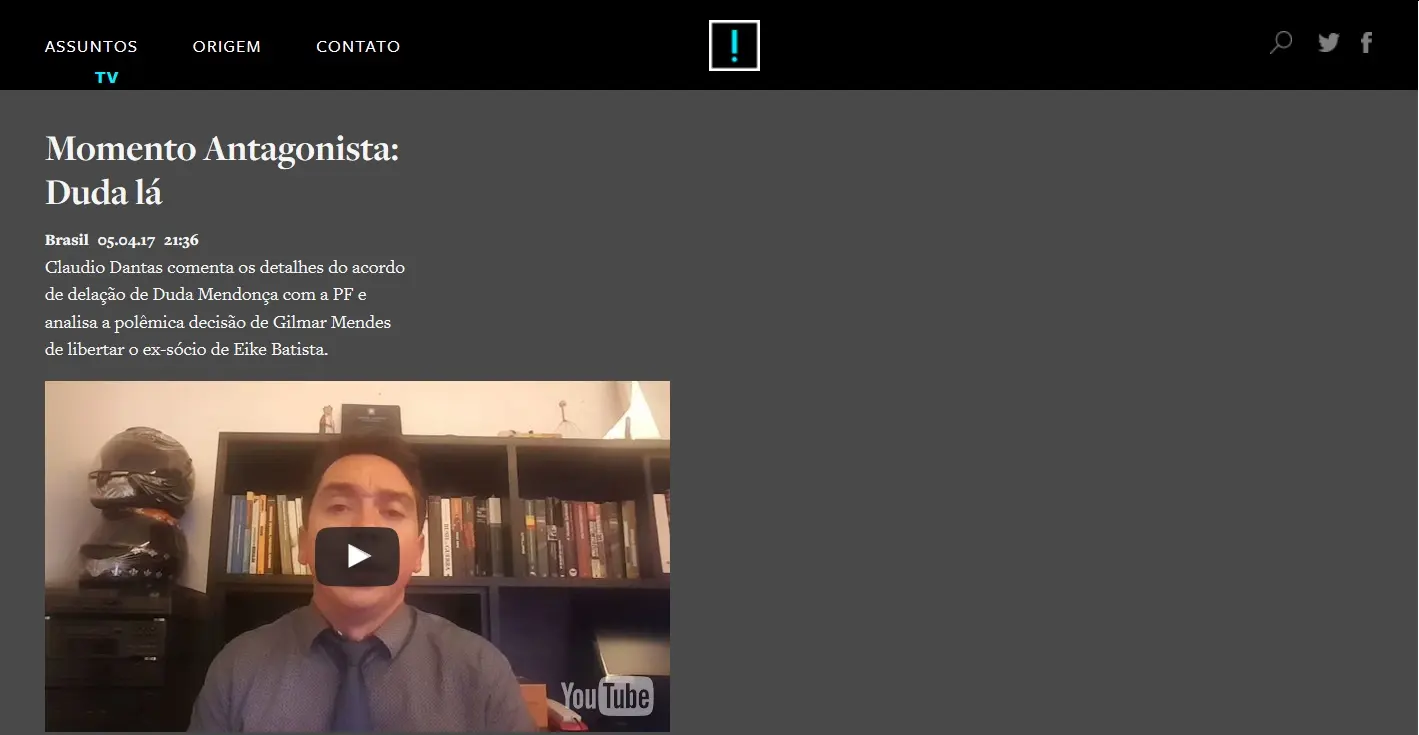 ASSUNTOS ORIGEM CONTATO
TV
!
Momento Antagonista:
Duda lá
Brasil 05.04.17 21:36
Claudio Dantas comenta os detalhes do acordo
de delação de Duda Mendonça com a PF e
analisa a polêmica decisão de Gilmar Mendes
de libertar o ex-sócio de Eike Batista.
YouTube